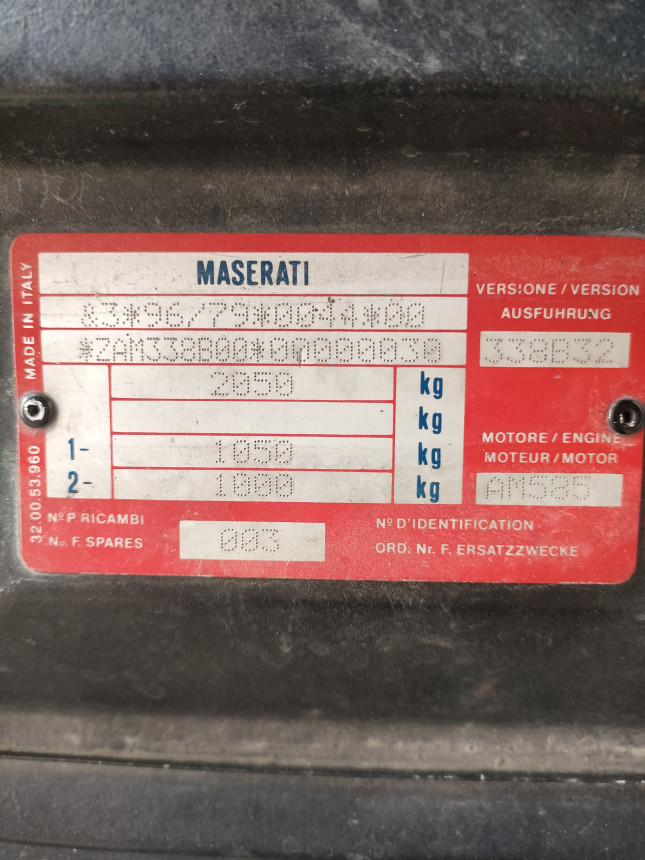 MADE IN ITALY
32.00.53.960
MASERATI
e3*96/79*0044*00
*ZAM338B00*00000030
2050 kg
kg
1- 1050 kg
2- 1000 kg
VERSIONE / VERSION
AUSFUHRUNG
338B32
MOTORE / ENGINE
MOTEUR / MOTOR
AM585
Nº P RICAMBI
No. F. SPARES
003
Nº D'IDENTIFICATION
ORD. Nr. F. ERSATZZWECKE